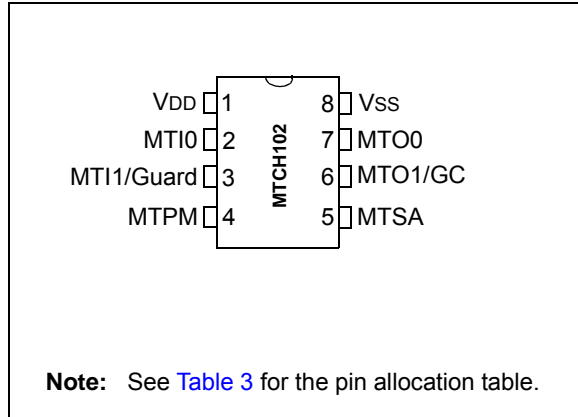 VDD 1 8 VSS
MTI0 2 7 MTO0
MTI1/Guard 3 6 MTO1/GC
MTPM 4 5 MTSA
MTCH102
Note: See Table 3 for the pin allocation table.